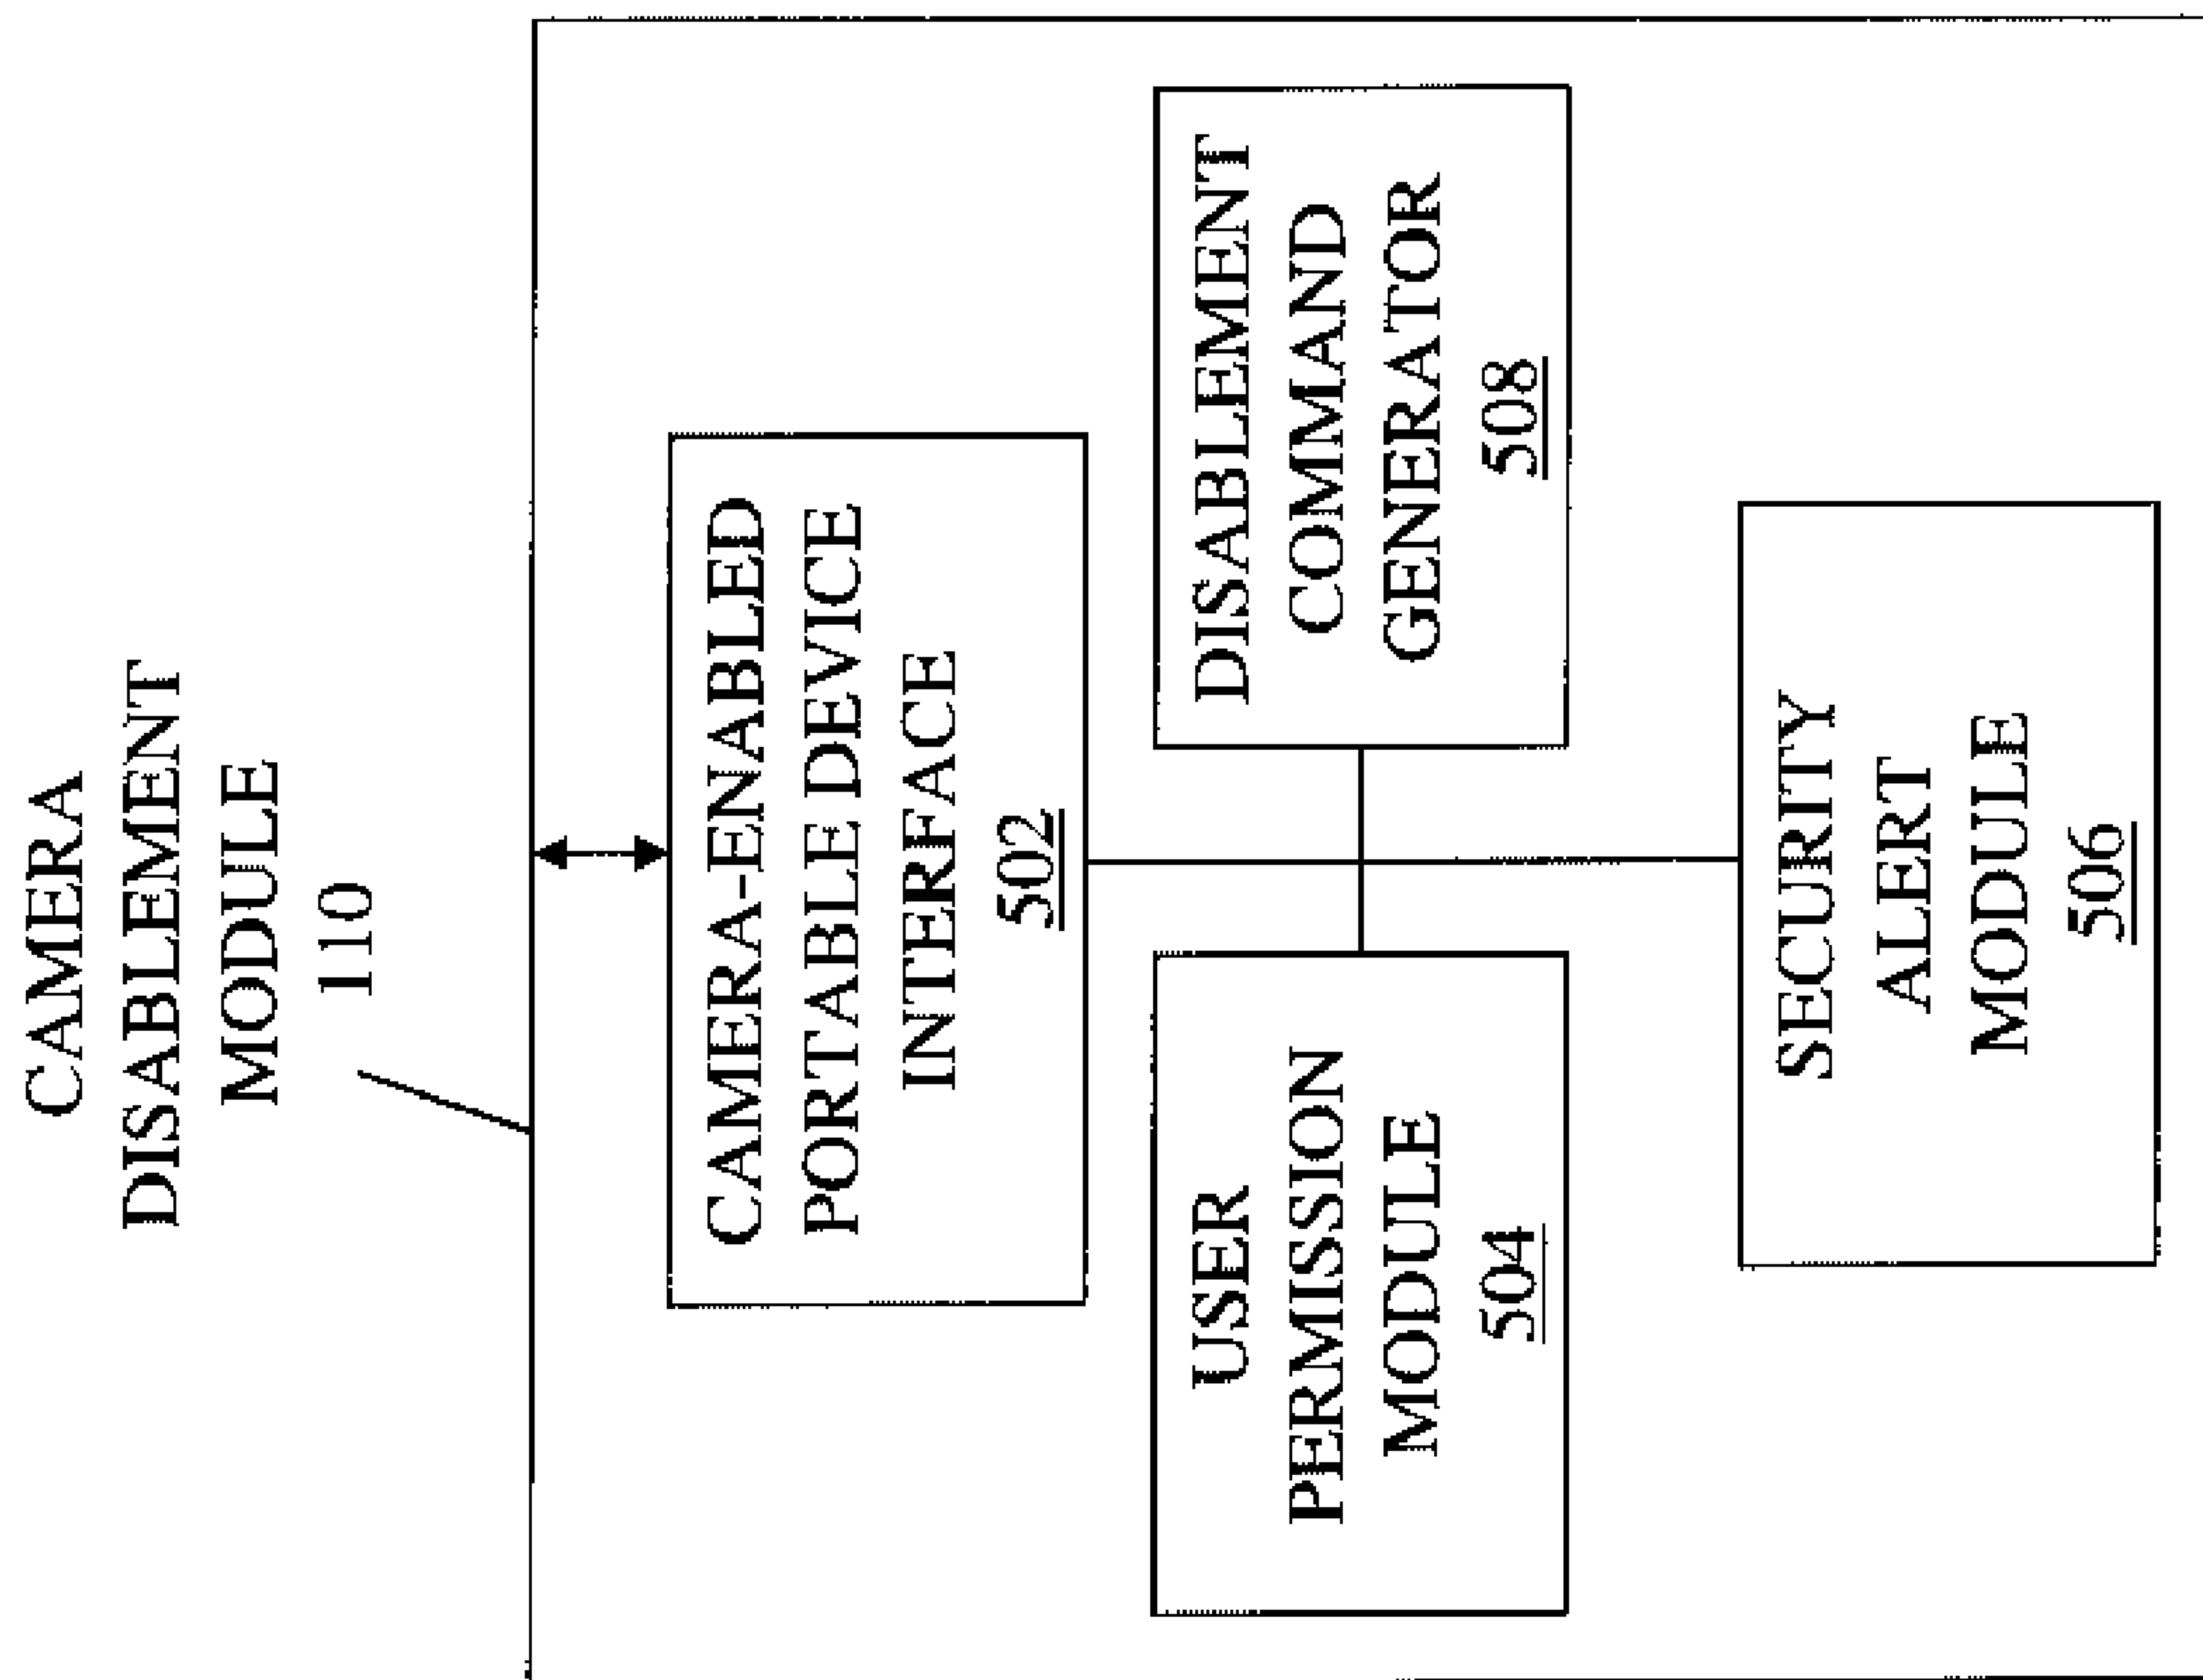 CAMERA
DISABLEMENT
MODULE
110
CAMERA-ENABLED
PORTABLE DEVICE
INTERFACE
502
USER
PERMISSION
MODULE
504
DISABLEMENT
COMMAND
GENERATOR
508
SECURITY
ALERT
MODULE
506